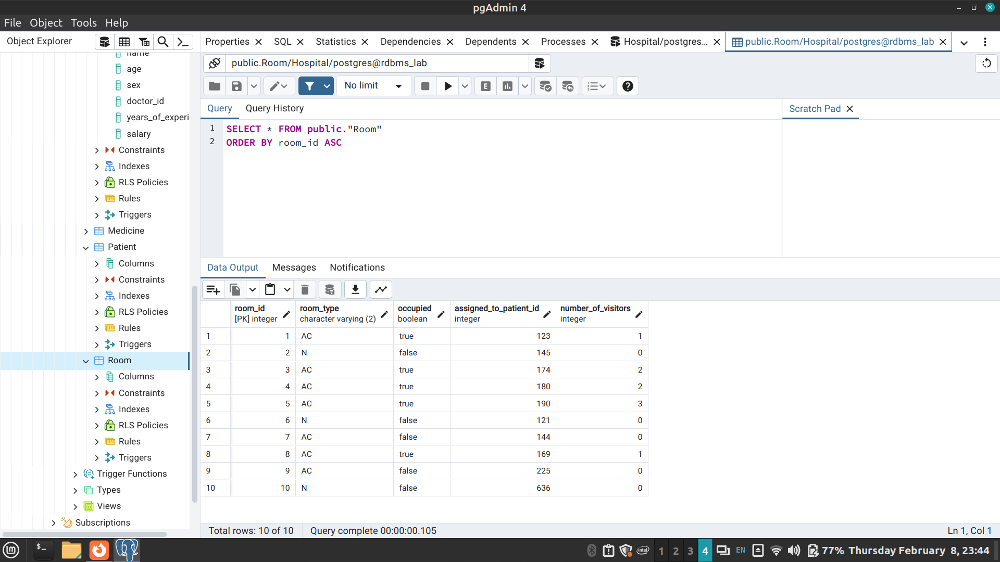 pgAdmin 4
File Object Tools Help
Object Explorer
Properties SQL Statistics Dependencies Dependents Processes Hospital/postgres... public.Room/Hospital/postgres@rdbms_lab
name
age
sex
doctor_id
years_of_experi
salary
Constraints
Indexes
RLS Policies
Rules
Triggers
Medicine
Patient
Columns
Constraints
Indexes
RLS Policies
Rules
Triggers
Room
Columns
Constraints
Indexes
RLS Policies
Rules
Triggers
Trigger Functions
Types
Views
Subscriptions
public.Room/Hospital/postgres@rdbms_lab
No limit
E
Query Query History
Scratch Pad
1 SELECT * FROM public."Room"
2 ORDER BY room_id ASC
Data Output Messages Notifications
room_id room_type occupied assigned_to_patient_id number_of_visitors
[PK] integer character varying (2) boolean integer integer
1 1 AC true 123 1
2 2 N false 145 0
3 3 AC true 174 2
4 4 AC true 180 2
5 5 AC true 190 3
6 6 N false 121 0
7 7 AC false 144 0
8 8 AC true 169 1
9 9 AC false 225 0
10 10 N false 636 0
Total rows: 10 of 10 Query complete 00:00:00.105
Ln 1, Col 1
$_ intel 1 2 3 4 EN 77% Thursday February 8, 23:44